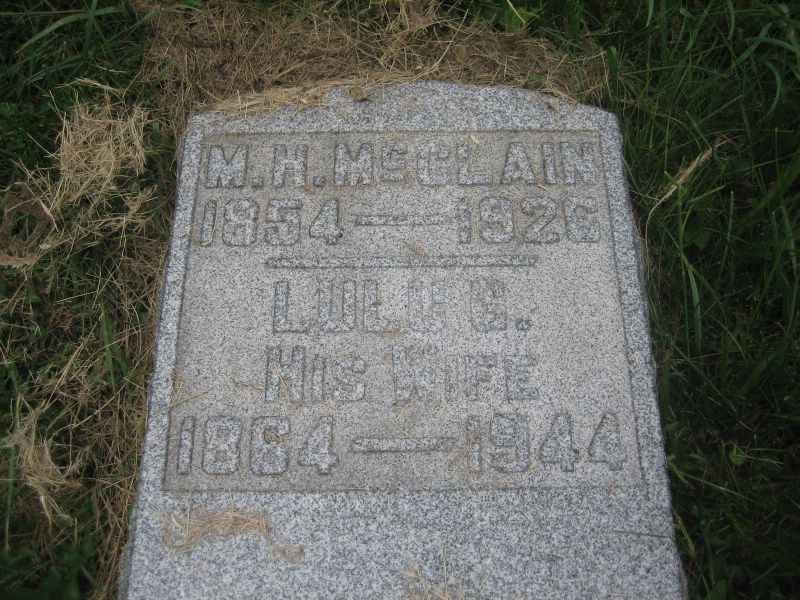 M. H. McCLAIN
1854 — 1926
LULU
HIS WIFE
1864 — 1944